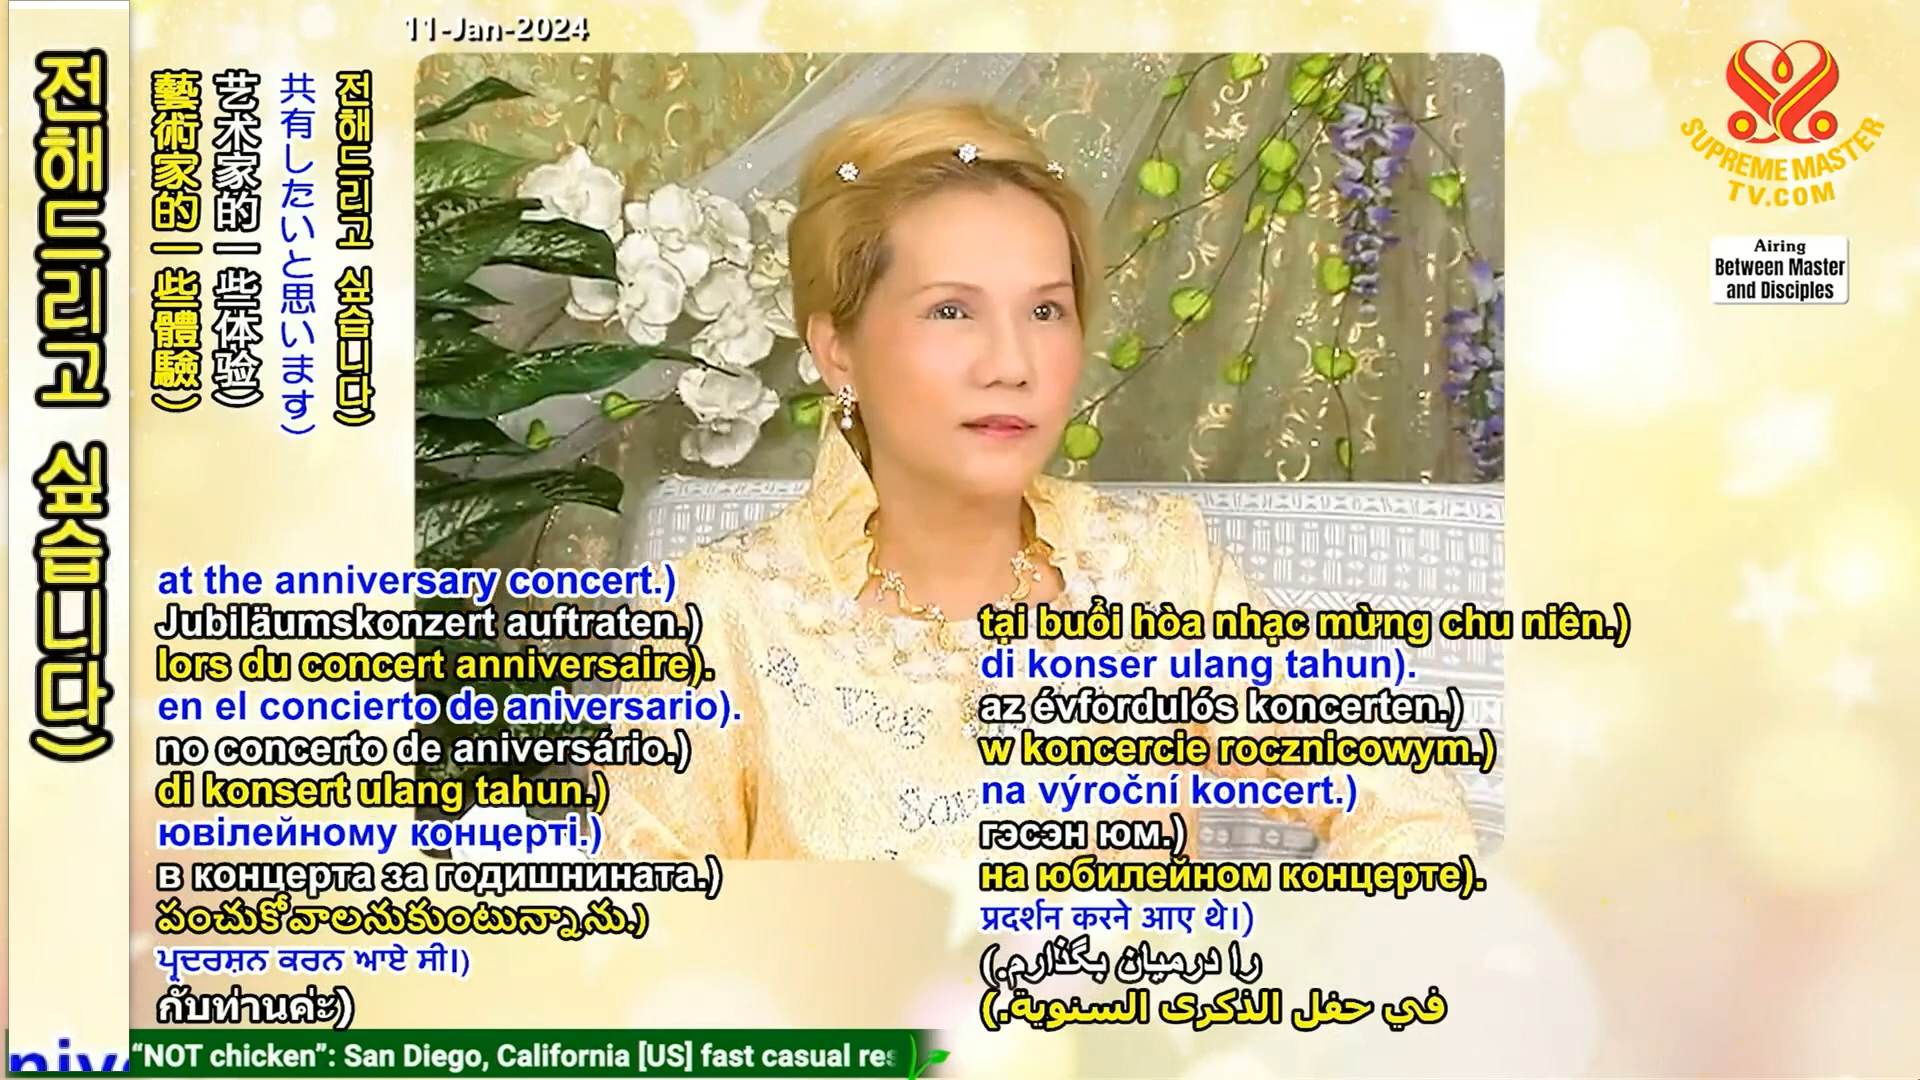 11-Jan-2024
전해드리고 싶습니다)
藝術家的一些體驗)
艺术家的一些体验)
共有したいと思います)
전해드리고 싶습니다)
SUPREME MASTER
TV.COM
Airing
Between Master
and Disciples
at the anniversary concert.)
Jubiläumskonzert auftraten.)
lors du concert anniversaire).
en el concierto de aniversario).
no concerto de aniversário.)
di konsert ulang tahun.)
ювілейному концерті.)
в концерта за годишнината.)
పంచుకోవాలనుకుంటున్నాను.)
ਪ੍ਰਦਰਸ਼ਨ ਕਰਨ ਆਏ ਸੀ।)
กับท่านค่ะ)
tại buổi hòa nhạc mừng chu niên.)
di konser ulang tahun).
az évfordulós koncerten.)
w koncercie rocznicowym.)
na výroční koncert.)
гэсэн юм.)
на юбилейном концерте).
प्रदर्शन करने आए थे।)
را درمیان بگذارم.)
في حفل الذكرى السنوية.)
Be Veg
“NOT chicken”: San Diego, California [US] fast casual res